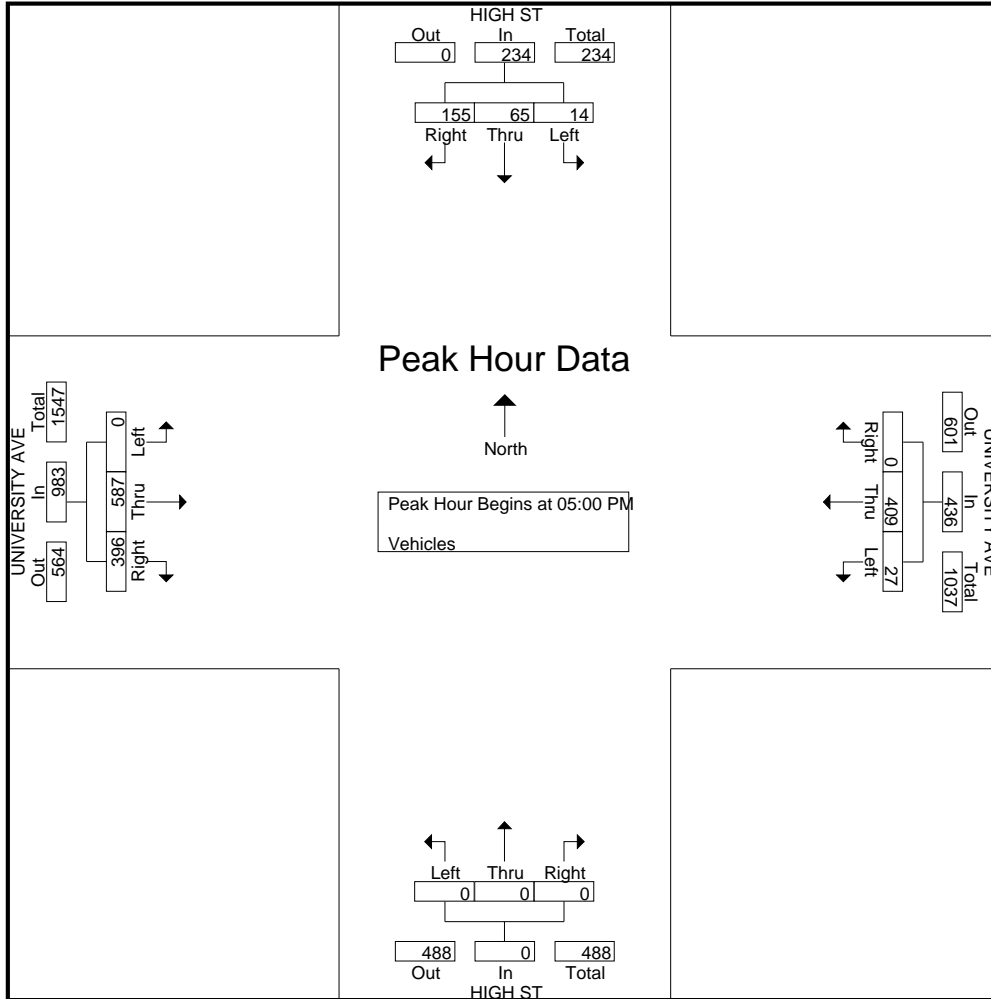 HIGH ST
Out In Total
0 234 234
155 65 14
Right Thru Left
Peak Hour Data
North
Peak Hour Begins at 05:00 PM
Vehicles
UNIVERSITY AVE
Out In Total
564 983 1547
396 587 0
Right Thru Left
UNIVERSITY AVE
Out In Total
601 436 1037
0 409 27
Right Thru Left
Left Thru Right
0 0 0
488 0 488
Out In Total
HIGH ST